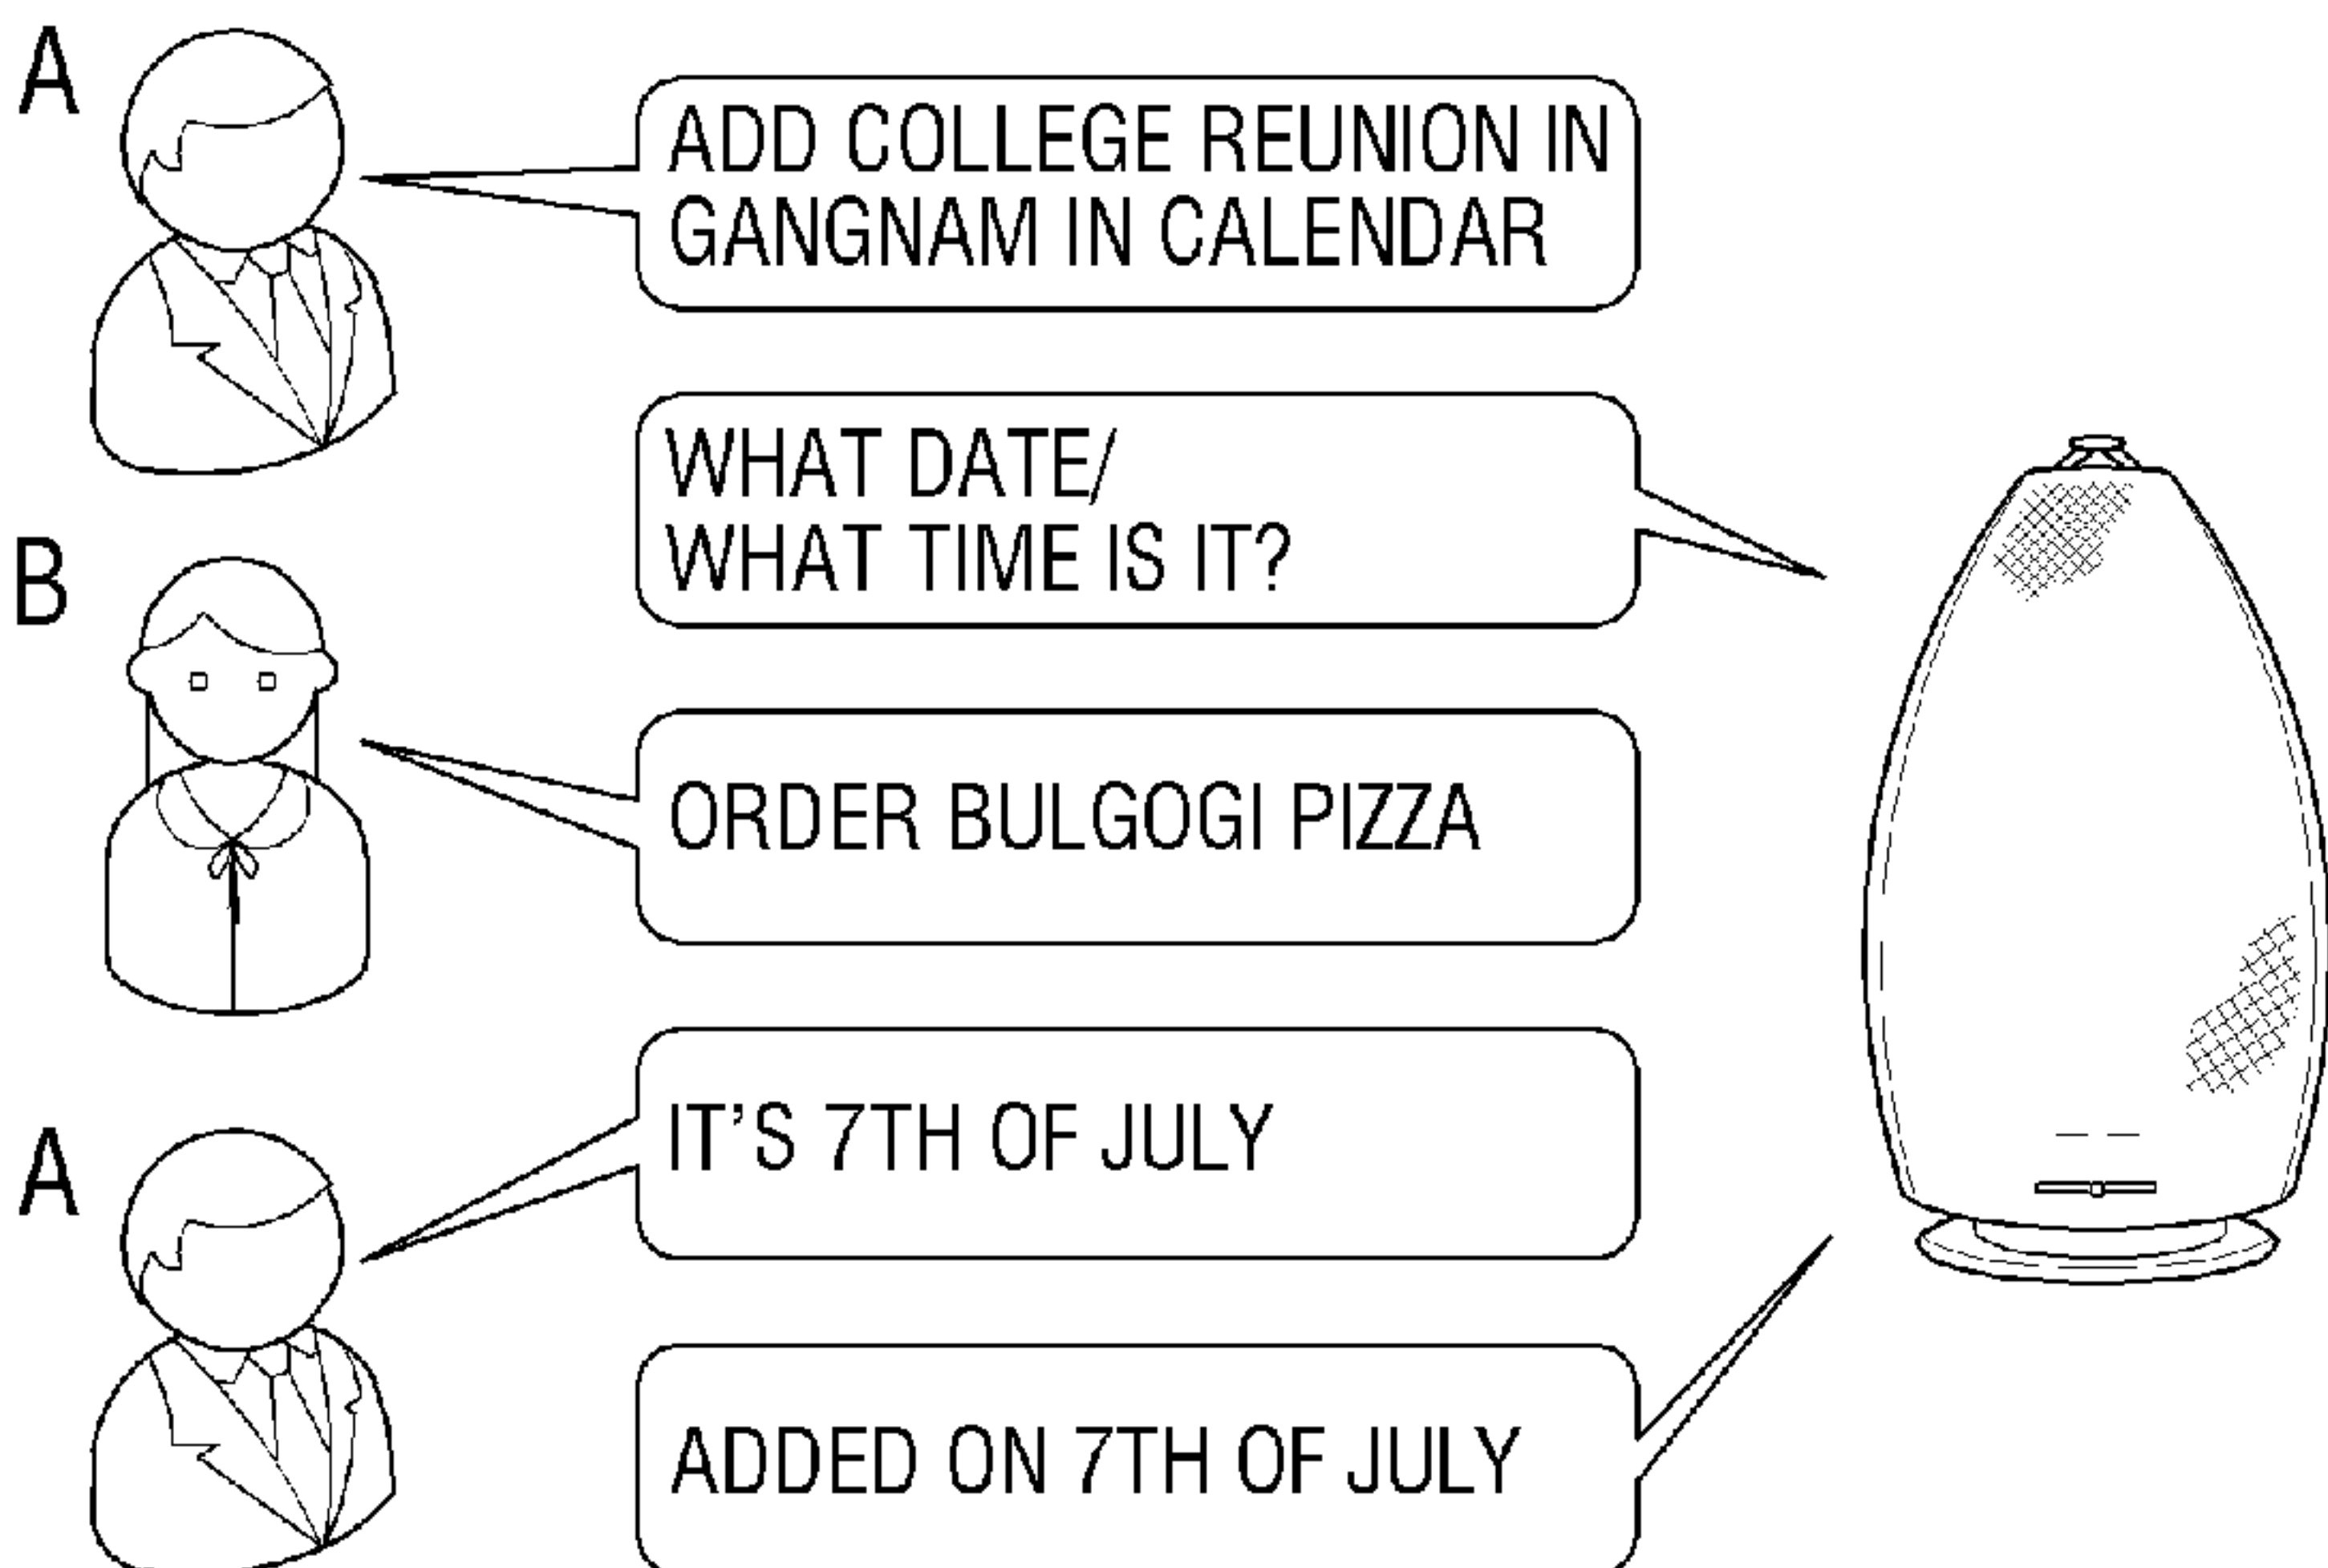 A
ADD COLLEGE REUNION IN
GANGNAM IN CALENDAR
WHAT DATE/
WHAT TIME IS IT?
B
ORDER BULGOGI PIZZA
IT’S 7TH OF JULY
A
ADDED ON 7TH OF JULY